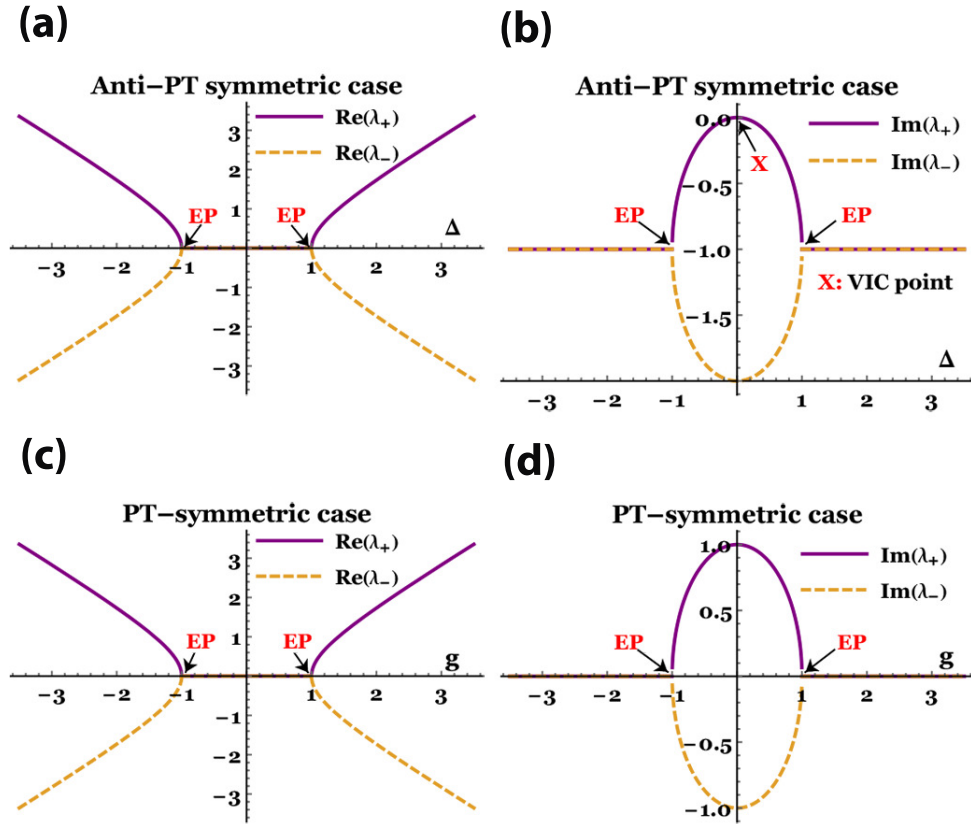 (a)
Anti–PT symmetric case
Re(λ₊)
Re(λ₋)
3
2
1
EP
EP
Δ
−3
−2
−1
1
2
3
−1
−2
−3
(b)
Anti–PT symmetric case
Im(λ₊)
Im(λ₋)
0.0
X
−0.5
EP
EP
−1.0
X: VIC point
−1.5
Δ
−3
−2
−1
1
2
3
(c)
PT–symmetric case
Re(λ₊)
Re(λ₋)
3
2
1
EP
EP
g
−3
−2
−1
1
2
3
−1
−2
−3
(d)
PT–symmetric case
Im(λ₊)
Im(λ₋)
1.0
0.5
EP
EP
g
−3
−2
−1
1
2
3
−0.5
−1.0